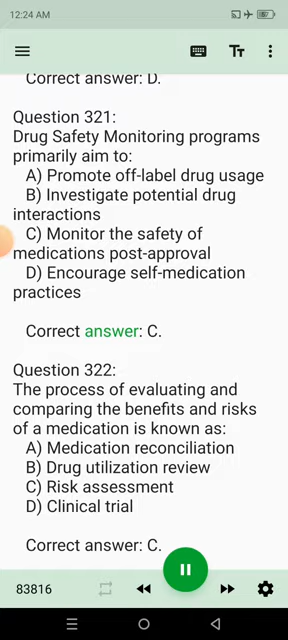 12:24 AM
Correct answer: D.
Question 321:
Drug Safety Monitoring programs
primarily aim to:
A) Promote off-label drug usage
B) Investigate potential drug
interactions
C) Monitor the safety of
medications post-approval
D) Encourage self-medication
practices
Correct answer: C.
Question 322:
The process of evaluating and
comparing the benefits and risks
of a medication is known as:
A) Medication reconciliation
B) Drug utilization review
C) Risk assessment
D) Clinical trial
Correct answer: C.
83816